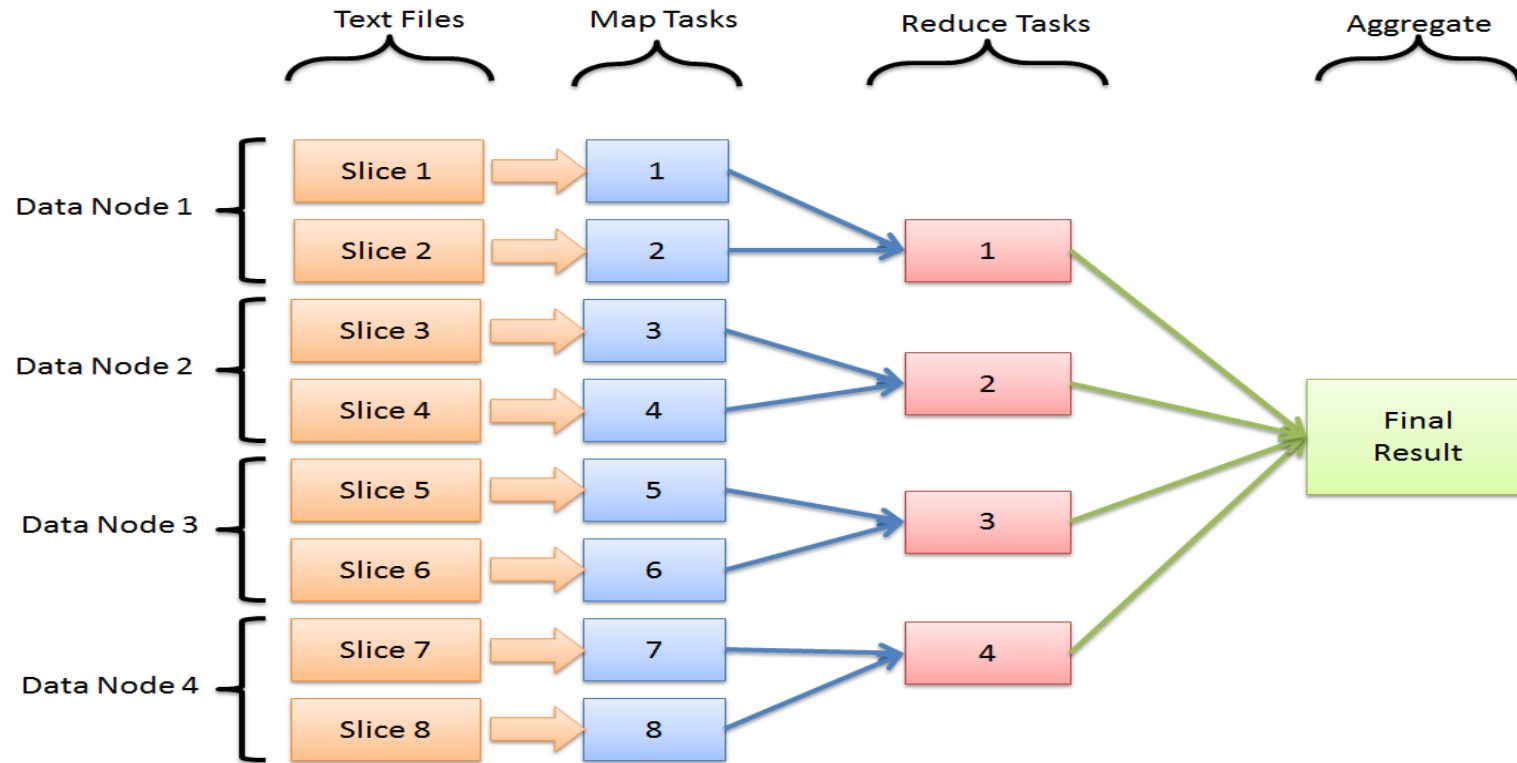 Text Files
Map Tasks
Reduce Tasks
Aggregate
Data Node 1
Slice 1
1
Slice 2
2
1
Data Node 2
Slice 3
3
Slice 4
4
2
Final
Result
Data Node 3
Slice 5
5
Slice 6
6
3
Data Node 4
Slice 7
7
Slice 8
8
4